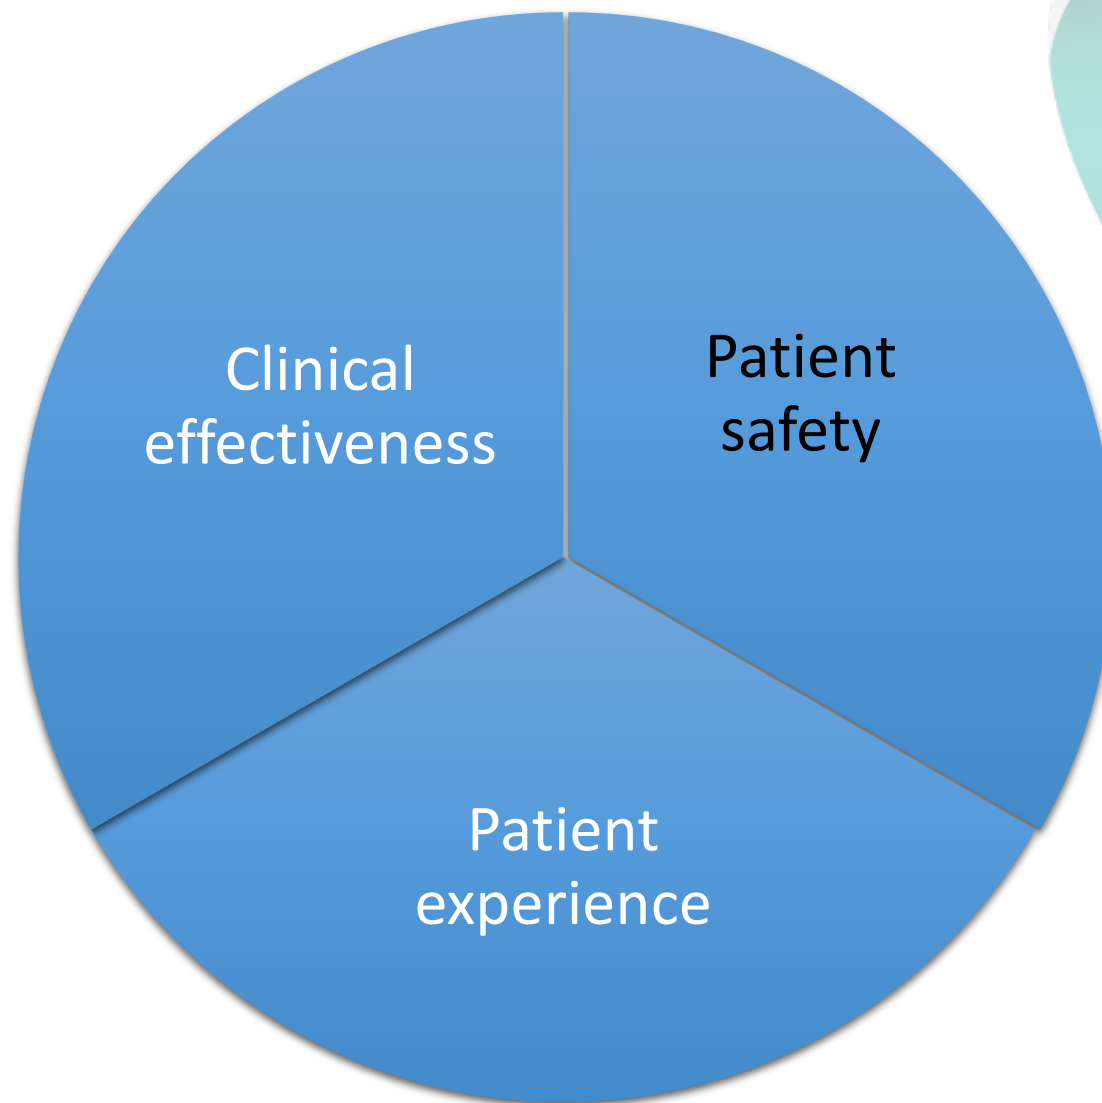 Clinical
effectiveness
Patient
safety
Patient
experience